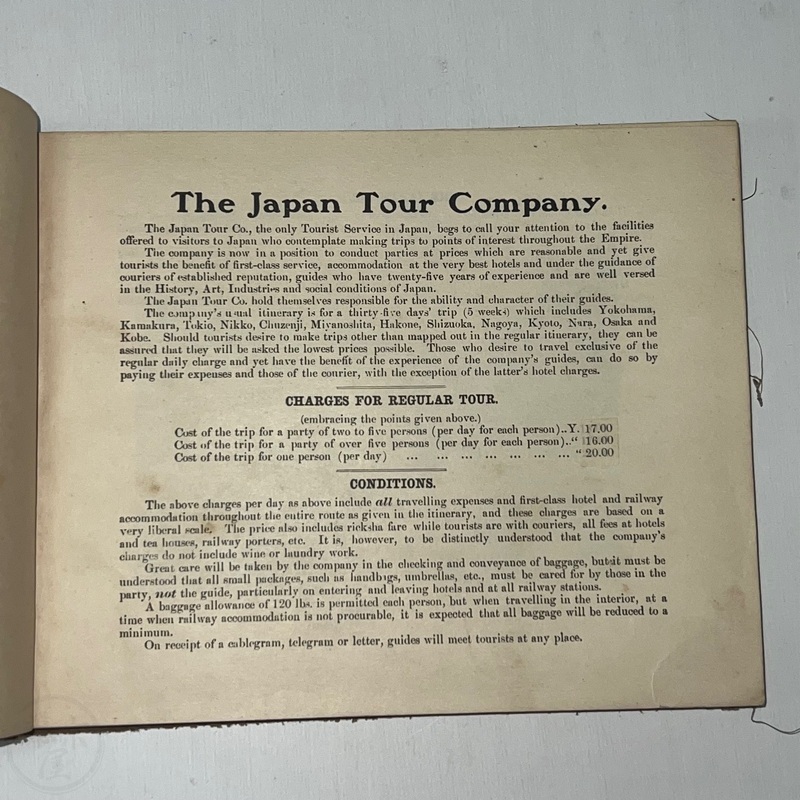 The Japan Tour Company.
The Japan Tour Co., the only Tourist Service in Japan, begs to call your attention to the facilities
offered to visitors to Japan who contemplate making trips to points of interest throughout the Empire.
The company is now in a position to conduct parties at prices which are reasonable and yet give
tourists the benefit of first-class service, accommodation at the very best hotels and under the guidance of
couriers of established reputation, guides who have twenty-five years of experience and are well versed
in the History, Art, Industries and social conditions of Japan.
The Japan Tour Co. hold themselves responsible for the ability and character of their guides.
The company's usual itinerary is for a thirty-five days' trip (5 weeks) which includes Yokohama,
Kamakura, Tokio, Nikko, Chuzenji, Miyanoshita, Hakone, Shizuoka, Nagoya, Kyoto, Nara, Osaka and
Kobe. Should tourists desire to make trips other than mapped out in the regular itinerary, they can be
assured that they will be asked the lowest prices possible. Those who desire to travel exclusive of the
regular daily charge and yet have the benefit of the experience of the company's guides, can do so by
paying their expenses and those of the courier, with the exception of the latter's hotel charges.
CHARGES FOR REGULAR TOUR.
(embracing the points given above.)
Cost of the trip for a party of two to five persons (per day for each person)..Y. 17.00
Cost of the trip for a party of over five persons (per day for each person)..“ 16.00
Cost of the trip for one person (per day) ... ... ... ... ... ... ... “ 20.00
CONDITIONS.
The above charges per day as above include all travelling expenses and first-class hotel and railway
accommodation throughout the entire route as given in the itinerary, and these charges are based on a
very liberal scale. The price also includes ricksha fare while tourists are with couriers, all fees at hotels
and tea houses, railway porters, etc. It is, however, to be distinctly understood that the company's
charges do not include wine or laundry work.
Great care will be taken by the company in the checking and conveyance of baggage, but it must be
understood that all small packages, such as handbags, umbrellas, etc., must be cared for by those in the
party, not the guide, particularly on entering and leaving hotels and at all railway stations.
A baggage allowance of 120 lbs. is permitted each person, but when travelling in the interior, at a
time when railway accommodation is not procurable, it is expected that all baggage will be reduced to a
minimum.
On receipt of a cablegram, telegram or letter, guides will meet tourists at any place.